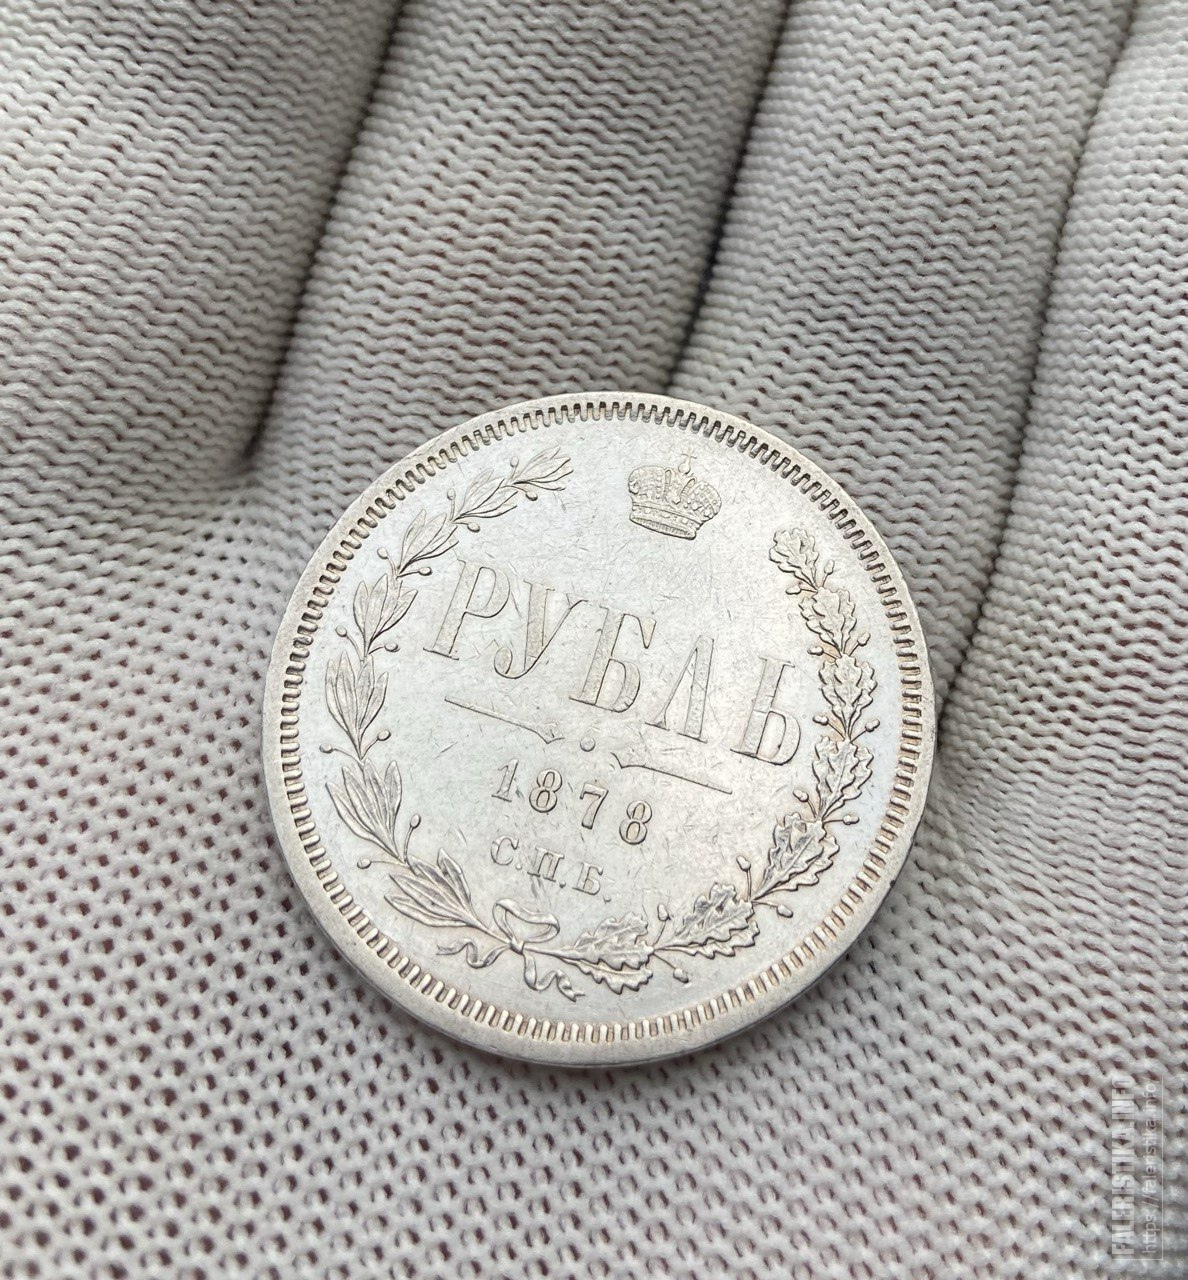 РУБЛЬ
1878
С.П.Б.
FALERISTIKA.INFO
https://faleristika.info